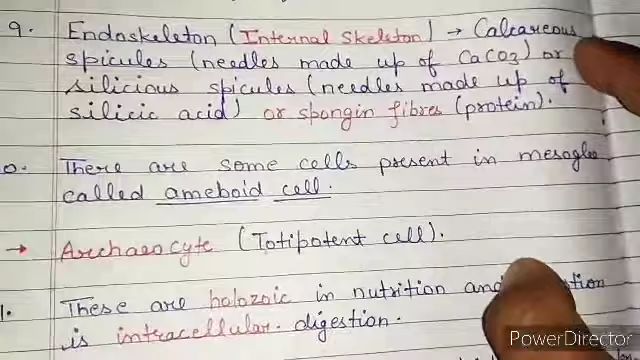 9. Endoskeleton (Internal Skeleton) → Calcareous
spicules (needles made up of CaCO3) or
silicious spicules (needles made up of
silicic acid) or spongin fibres (protein).
0. There are some cells present in mesoglea
called ameboid cell.
→ Archaeocyte (Totipotent cell).
1. These are holozoic in nutrition and
is intracellular. digestion.
PowerDirector